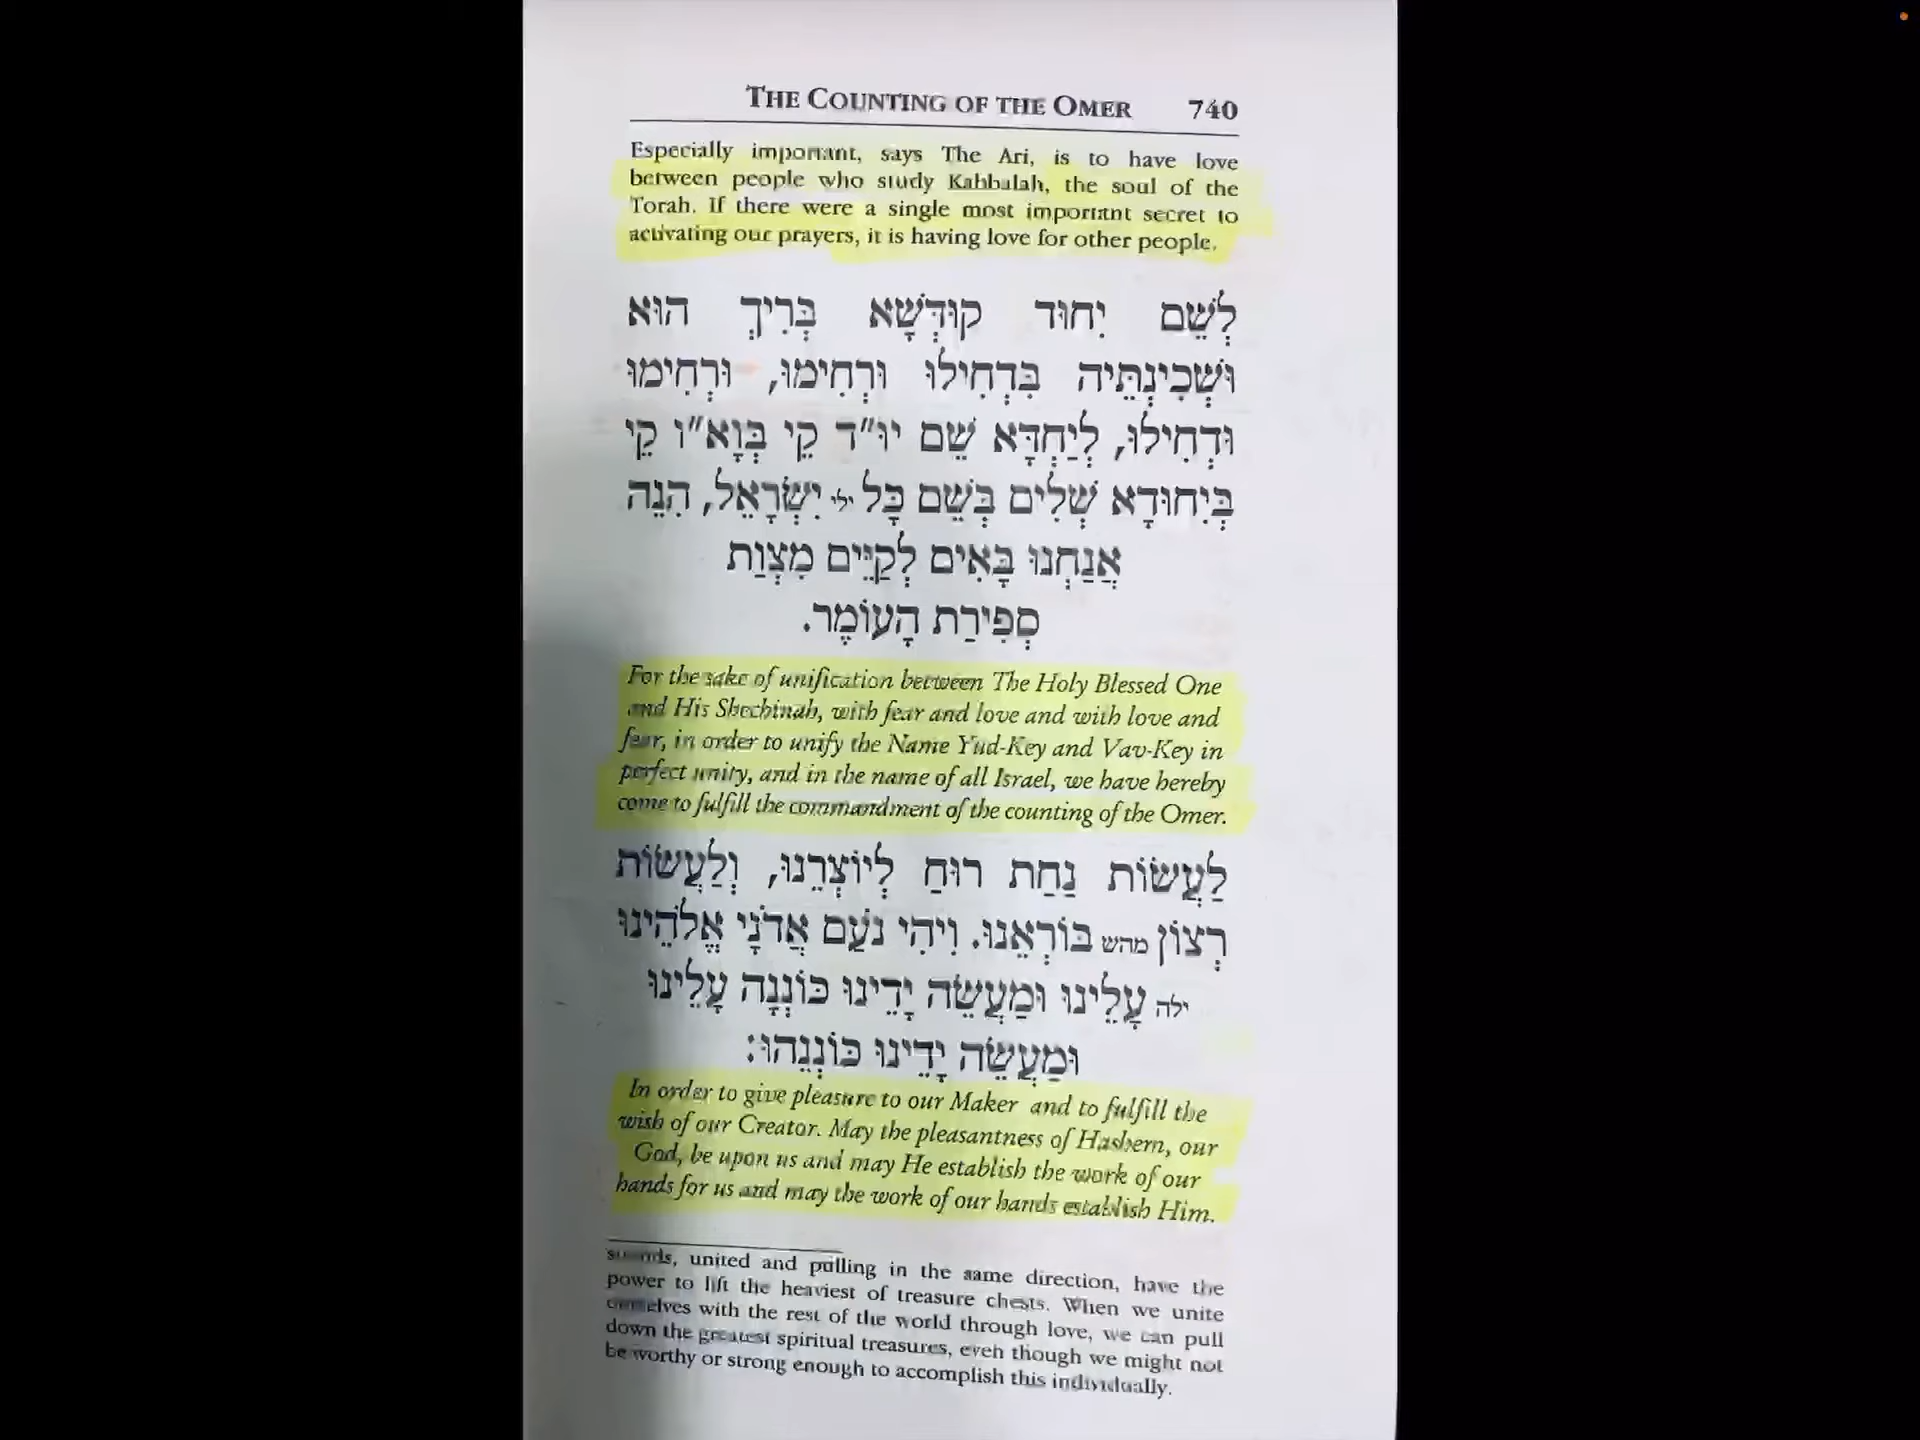 THE COUNTING OF THE OMER 740
Especially important, says The Ari, is to have love
between people who study Kabbalah, the soul of the
Torah. If there were a single most important secret to
activating our prayers, it is having love for other people.
לְשֵׁם יִחוּד קוּדְשָׁא בְּרִיךְ הוּא
וּשְׁכִינְתֵּיהּ בִּדְחִילוּ וּרְחִימוּ, וּרְחִימוּ
וּדְחִילוּ, לְיַחֲדָא שֵׁם יוּ"ד קֵי בְּוָא"ו קֵי
בְּיִחוּדָא שְׁלִים בְּשֵׁם כָּל ילי יִשְׂרָאֵל, הִנֵּה
אֲנַחְנוּ בָּאִים לְקַיֵּים מִצְוַת
סְפִירַת הָעוֹמֶר.
For the sake of unification between The Holy Blessed One
and His Shechinah, with fear and love and with love and
fear, in order to unify the Name Yud-Key and Vav-Key in
perfect unity, and in the name of all Israel, we have hereby
come to fulfill the commandment of the counting of the Omer.
לַעֲשׂוֹת נַחַת רוּחַ לְיוֹצְרֵנוּ, וְלַעֲשׂוֹת
רְצוֹן מהש בּוֹרְאֵנוּ. וִיהִי נֹעַם אֲדֹנָי אֱלֹהֵינוּ
ילה עָלֵינוּ וּמַעֲשֵׂה יָדֵינוּ כּוֹנְנָה עָלֵינוּ
וּמַעֲשֵׂה יָדֵינוּ כּוֹנְנֵהוּ:
In order to give pleasure to our Maker and to fulfill the
wish of our Creator. May the pleasantness of Hashem, our
God, be upon us and may He establish the work of our
hands for us and may the work of our hands establish Him.
united and pulling in the same direction, have the
power to lift the heaviest of treasure chests. When we unite
ourselves with the rest of the world through love, we can pull
down the greatest spiritual treasures, even though we might not
be worthy or strong enough to accomplish this individually.